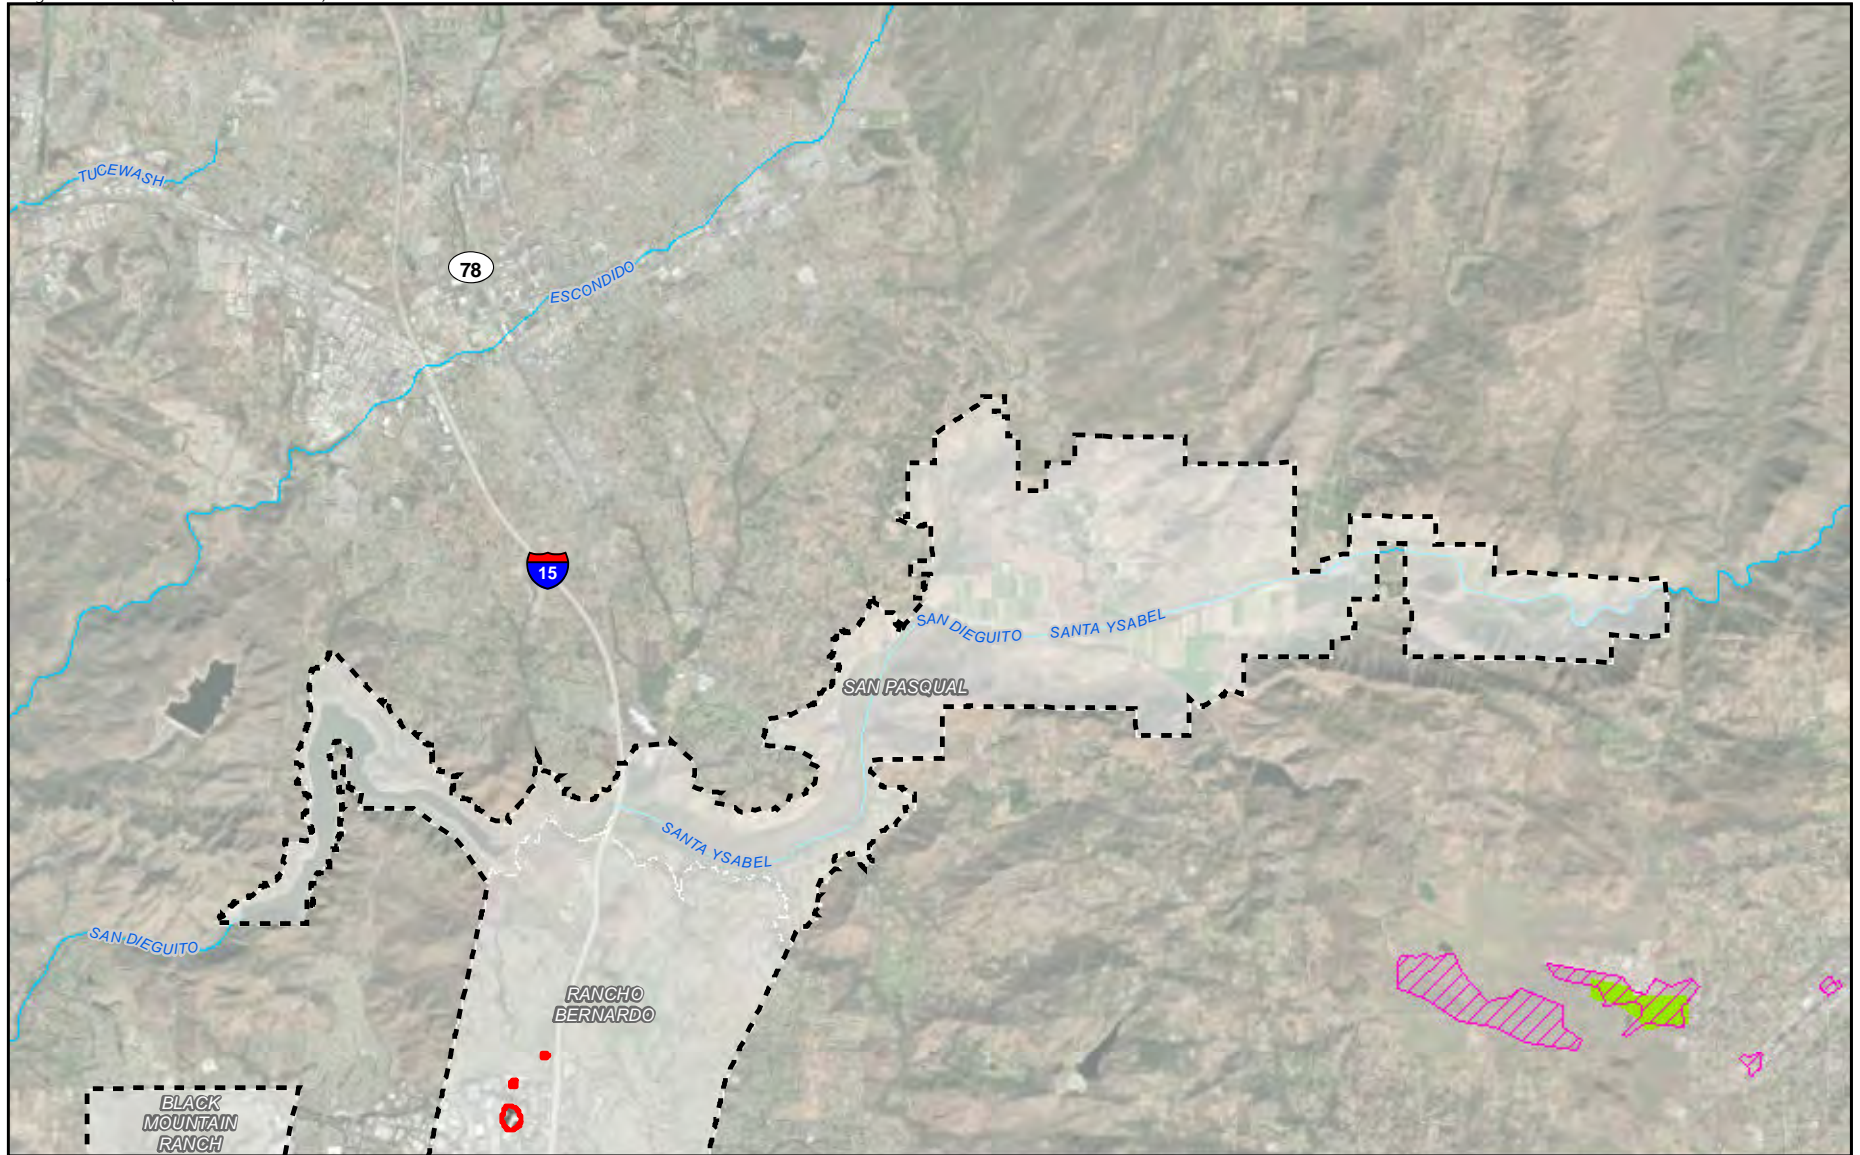 TUCEWASH
78
ESCONDIDO
15
SAN DIEGUITO
SANTA YSABEL
SAN PASQUAL
SANTA YSABEL
SAN DIEGUITO
RANCHO
BERNARDO
BLACK
MOUNTAIN
RANCH